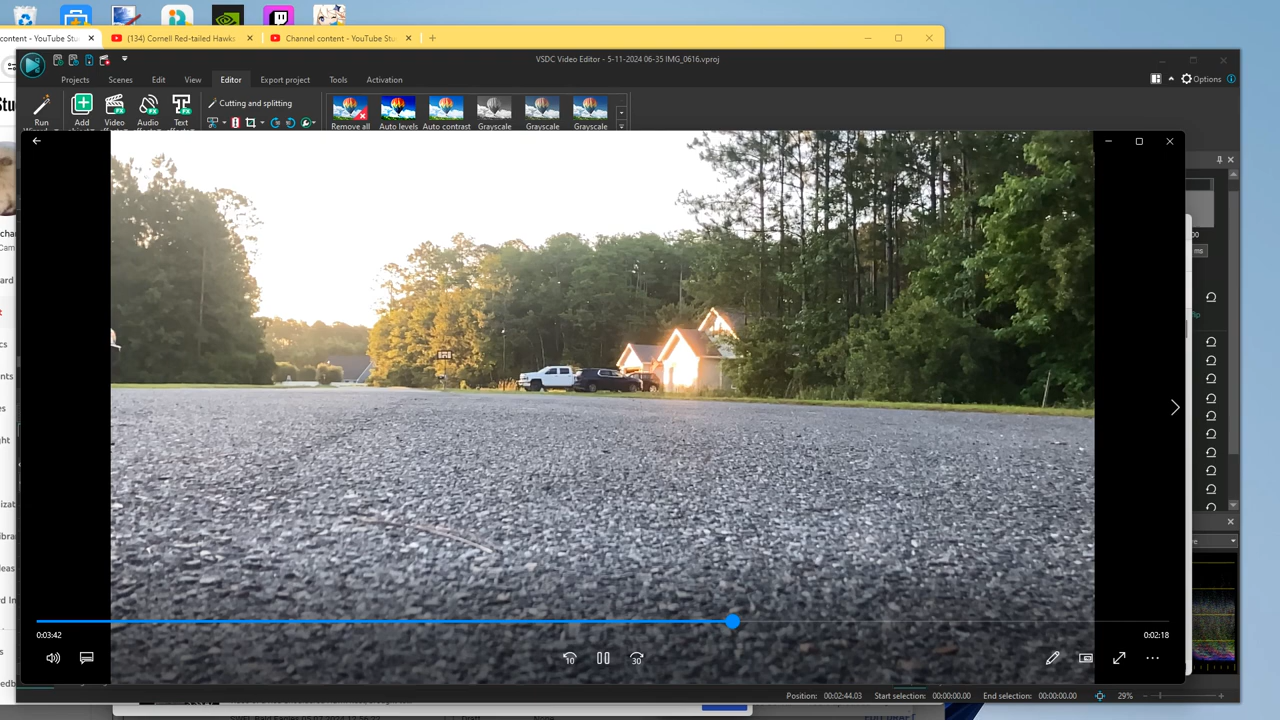 content - YouTube Stu
(134) Cornell Red-tailed Hawks
Channel content - YouTube Stu
VSDC Video Editor - 5-11-2024 06-35 IMG_0616.vproj
Projects
Scenes
Edit
View
Editor
Export project
Tools
Activation
Options
Run
Add
Video
Audio
Text
Cutting and splitting
Remove all
Auto levels
Auto contrast
Grayscale
Grayscale
Grayscale
0:03:42
0:02:18
10
30
Position: 00:02:44.03
Start selection: 00:00:00.00
End selection: 00:00:00.00
29%
ms